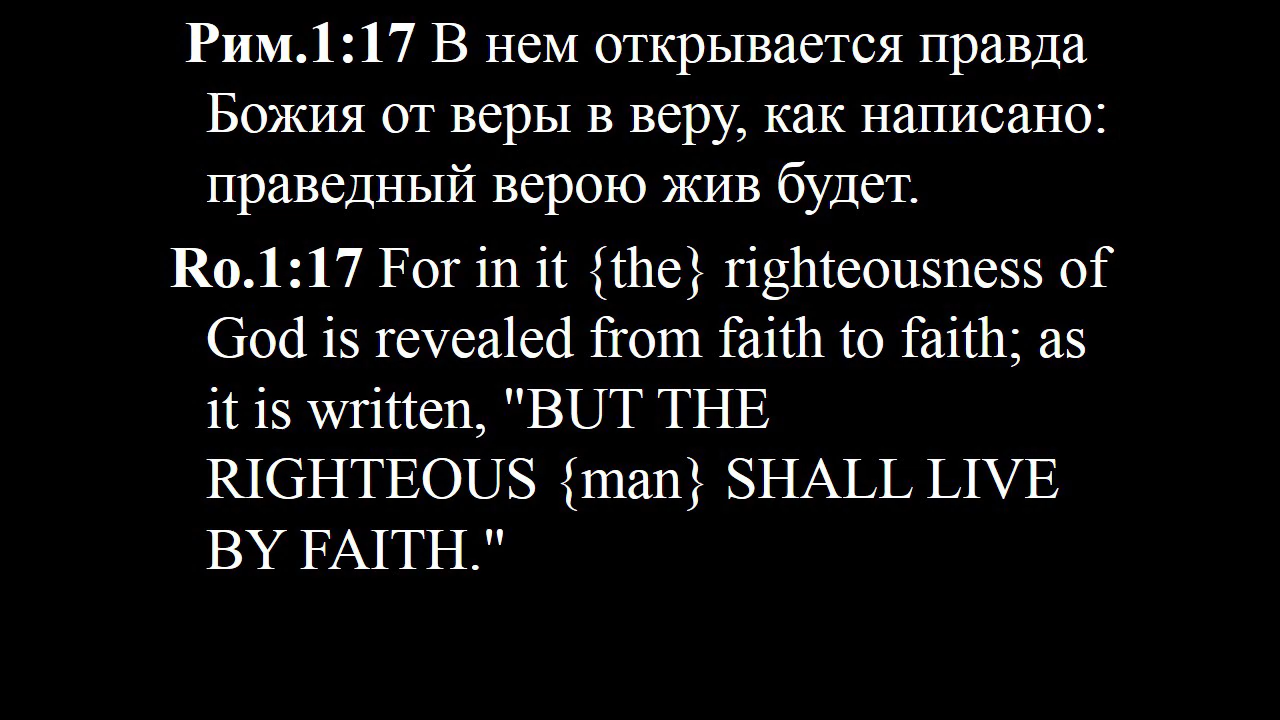 Рим.1:17 В нем открывается правда
Божия от веры в веру, как написано:
праведный верою жив будет.
Ro.1:17 For in it {the} righteousness of
God is revealed from faith to faith; as
it is written, "BUT THE
RIGHTEOUS {man} SHALL LIVE
BY FAITH."